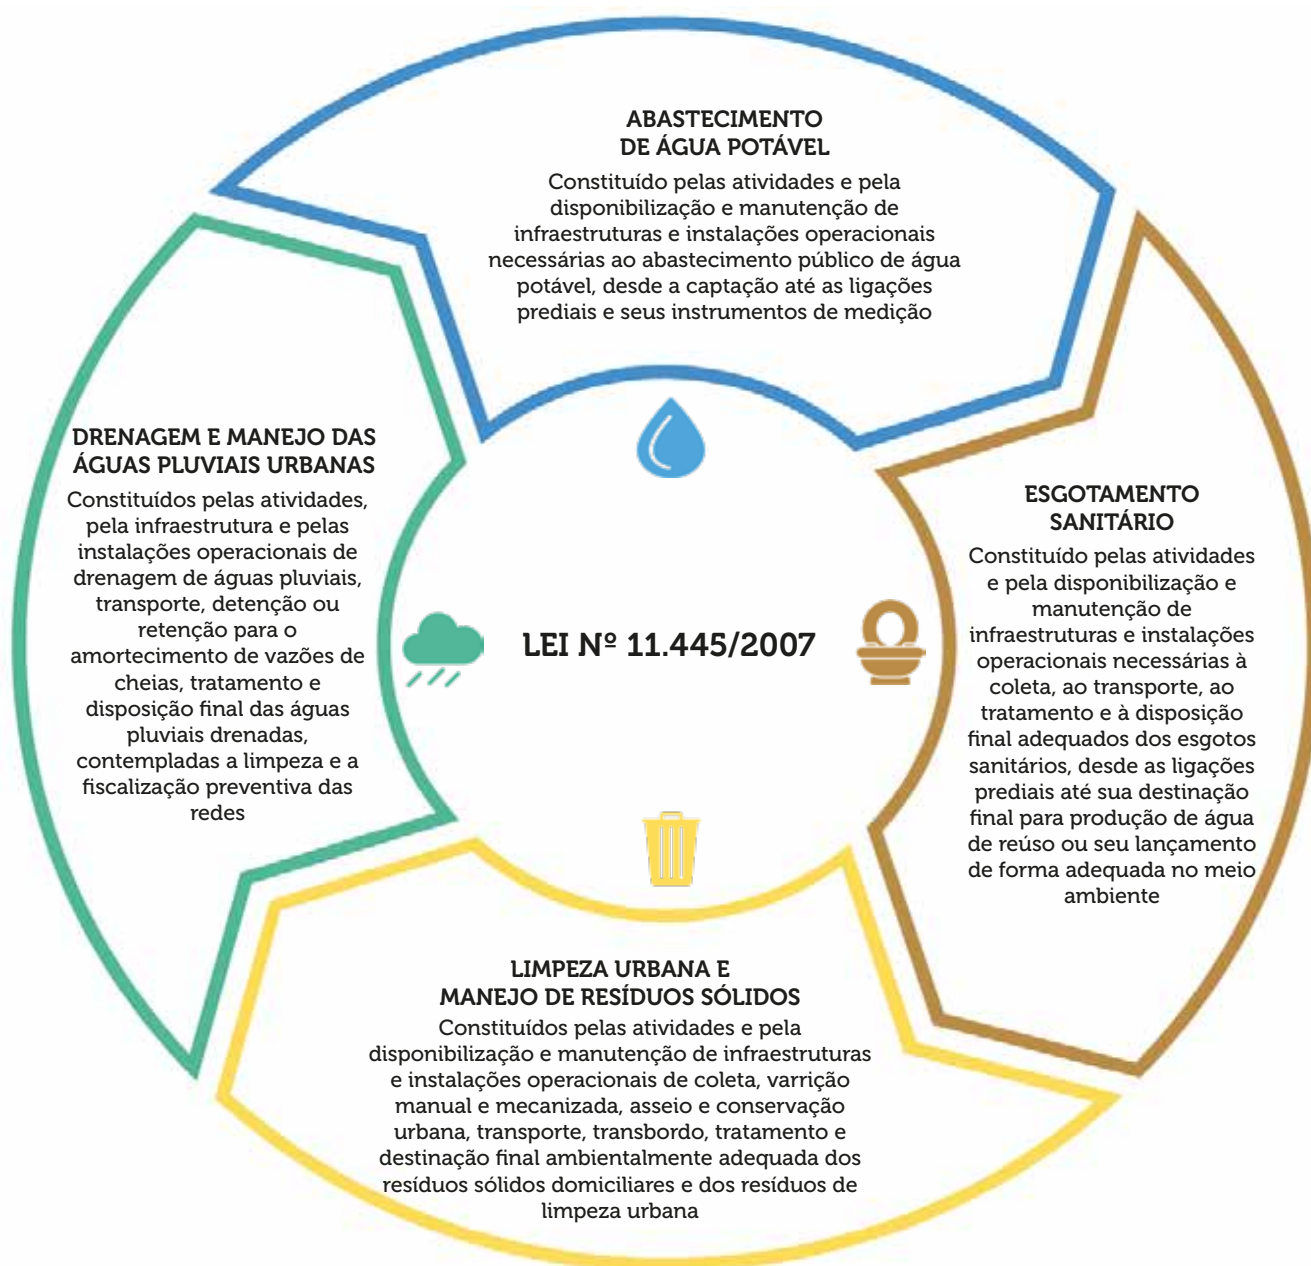 ABASTECIMENTO
DE ÁGUA POTÁVEL
Constituído pelas atividades e pela
disponibilização e manutenção de
infraestruturas e instalações operacionais
necessárias ao abastecimento público de água
potável, desde a captação até as ligações
prediais e seus instrumentos de medição
DRENAGEM E MANEJO DAS
ÁGUAS PLUVIAIS URBANAS
Constituídos pelas atividades,
pela infraestrutura e pelas
instalações operacionais de
drenagem de águas pluviais,
transporte, detenção ou
retenção para o
amortecimento de vazões de
cheias, tratamento e
disposição final das águas
pluviais drenadas,
contempladas a limpeza e a
fiscalização preventiva das
redes
LEI Nº 11.445/2007
ESGOTAMENTO
SANITÁRIO
Constituído pelas atividades
e pela disponibilização e
manutenção de
infraestruturas e instalações
operacionais necessárias à
coleta, ao transporte, ao
tratamento e à disposição
final adequados dos esgotos
sanitários, desde as ligações
prediais até sua destinação
final para produção de água
de reúso ou seu lançamento
de forma adequada no meio
ambiente
LIMPEZA URBANA E
MANEJO DE RESÍDUOS SÓLIDOS
Constituídos pelas atividades e pela
disponibilização e manutenção de infraestruturas
e instalações operacionais de coleta, varrição
manual e mecanizada, asseio e conservação
urbana, transporte, transbordo, tratamento e
destinação final ambientalmente adequada dos
resíduos sólidos domiciliares e dos resíduos de
limpeza urbana